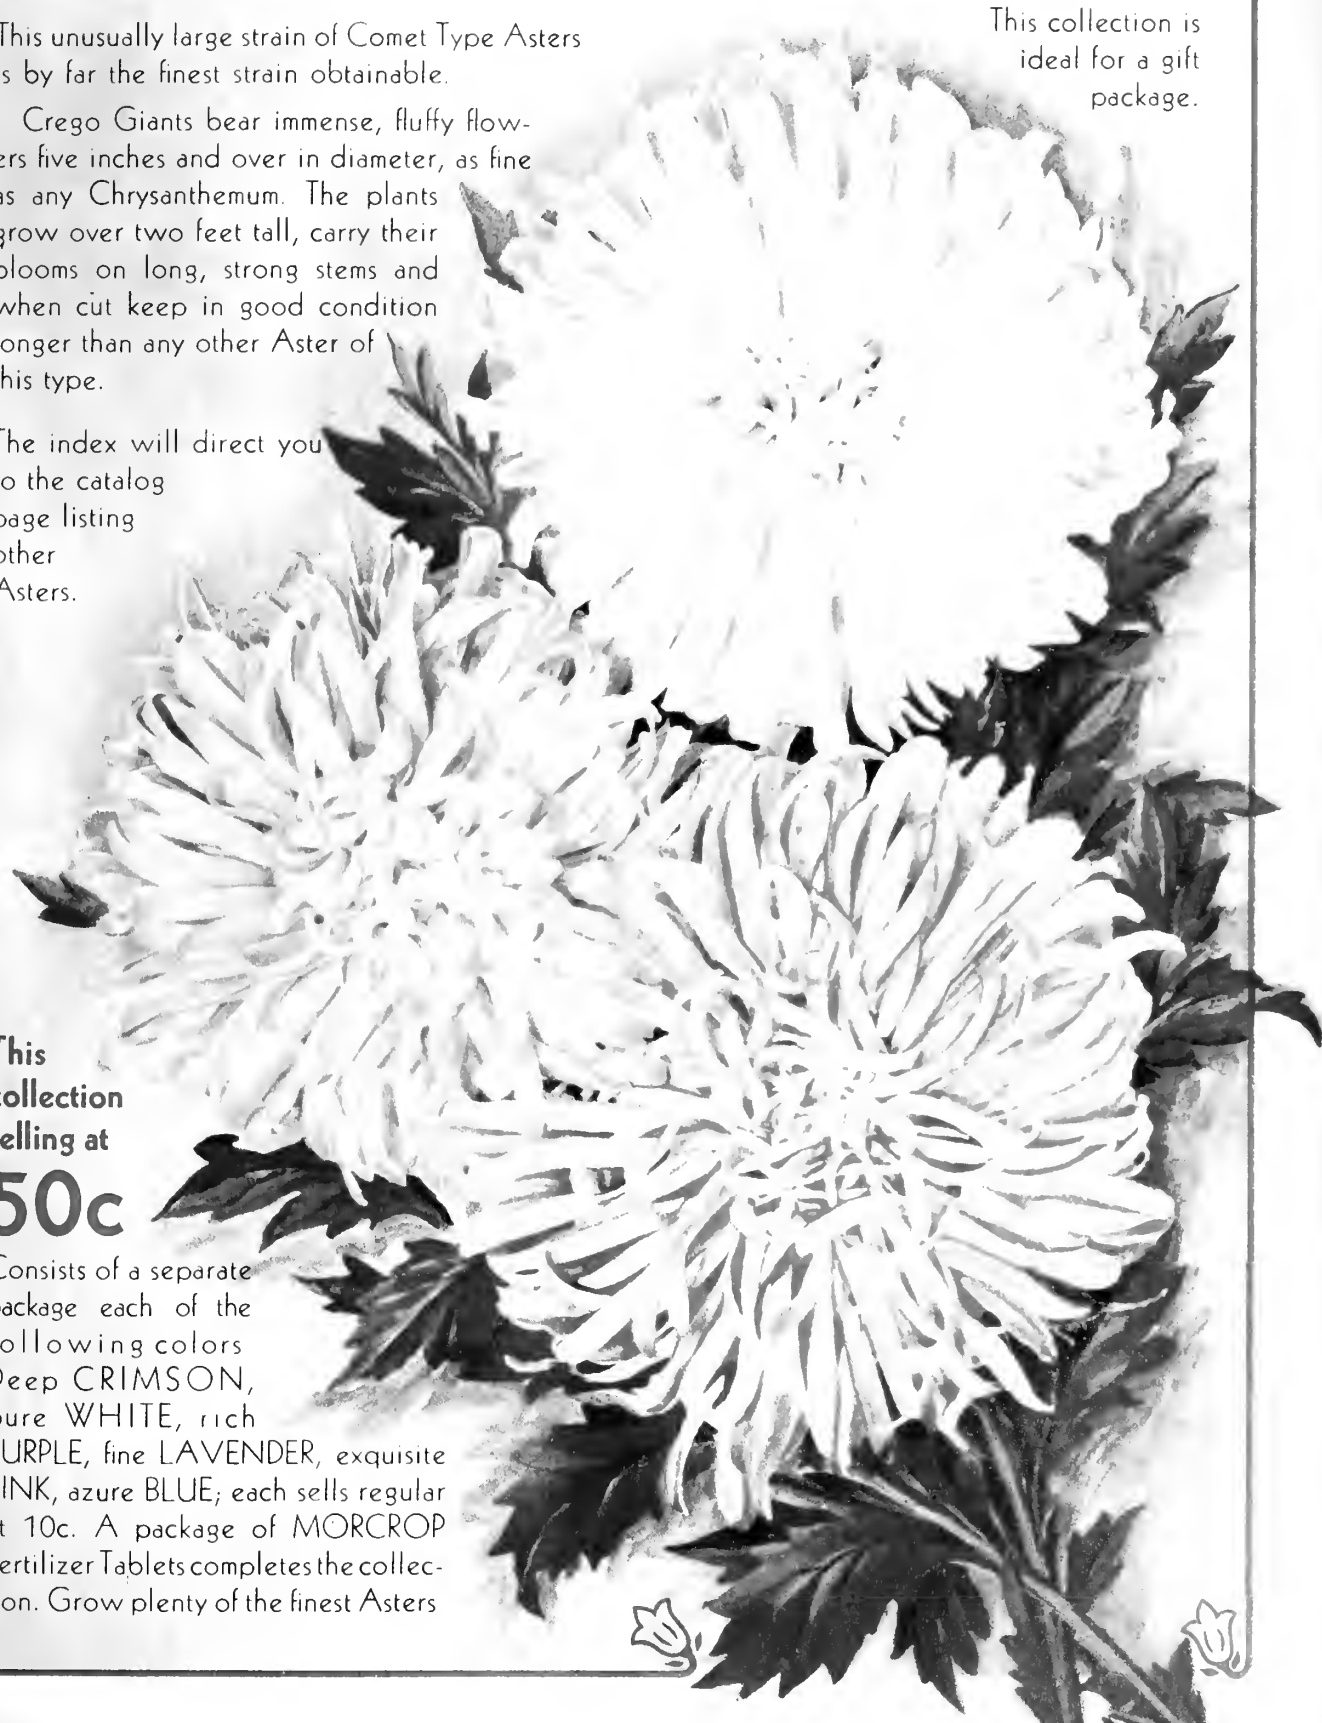 This unusually large strain of Comet Type Asters
s by far the finest strain obtainable.
Crego Giants bear immense, fluffy flow-
ers five inches and over in diameter, as fine
as any Chrysanthemum. The plants
grow over two feet tall, carry their
blooms on long, strong stems and
when cut keep in good condition
onger than any other Aster of
his type.
The index will direct you
o the catalog
page listing
other
Asters.
This collection is
ideal for a gift
package.
This
collection
elling at
50c
Consists of a separate
ackage each of the
ollowing colors
Deep CRIMSON,
pure WHITE, rich
URPLE, fine LAVENDER, exquisite
INK, azure BLUE; each sells regular
t 10c. A package of MORCROP
ertilizer Tablets completes the collec-
on. Grow plenty of the finest Asters